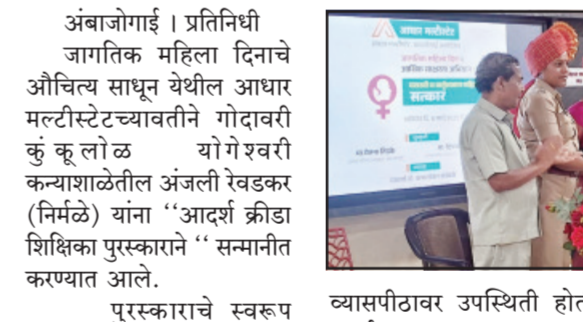 अंबाजोगाई । प्रतिनिधी
जागतिक महिला दिनाचे
औचित्य साधून येथील आधार
मल्टीस्टेटच्यावतीने गोदावरी
कुंकूलोळ योगेश्वरी
कन्याशाळेतील अंजली रेवडकर
(निर्मळे) यांना ‘‘आदर्श क्रीडा
शिक्षिका पुरस्काराने ‘‘ सन्मानीत
करण्यात आले.
पुरस्काराचे स्वरूप
आधार मल्टीस्टेट
सत्कार
व्यासपीठावर उपस्थिती होत